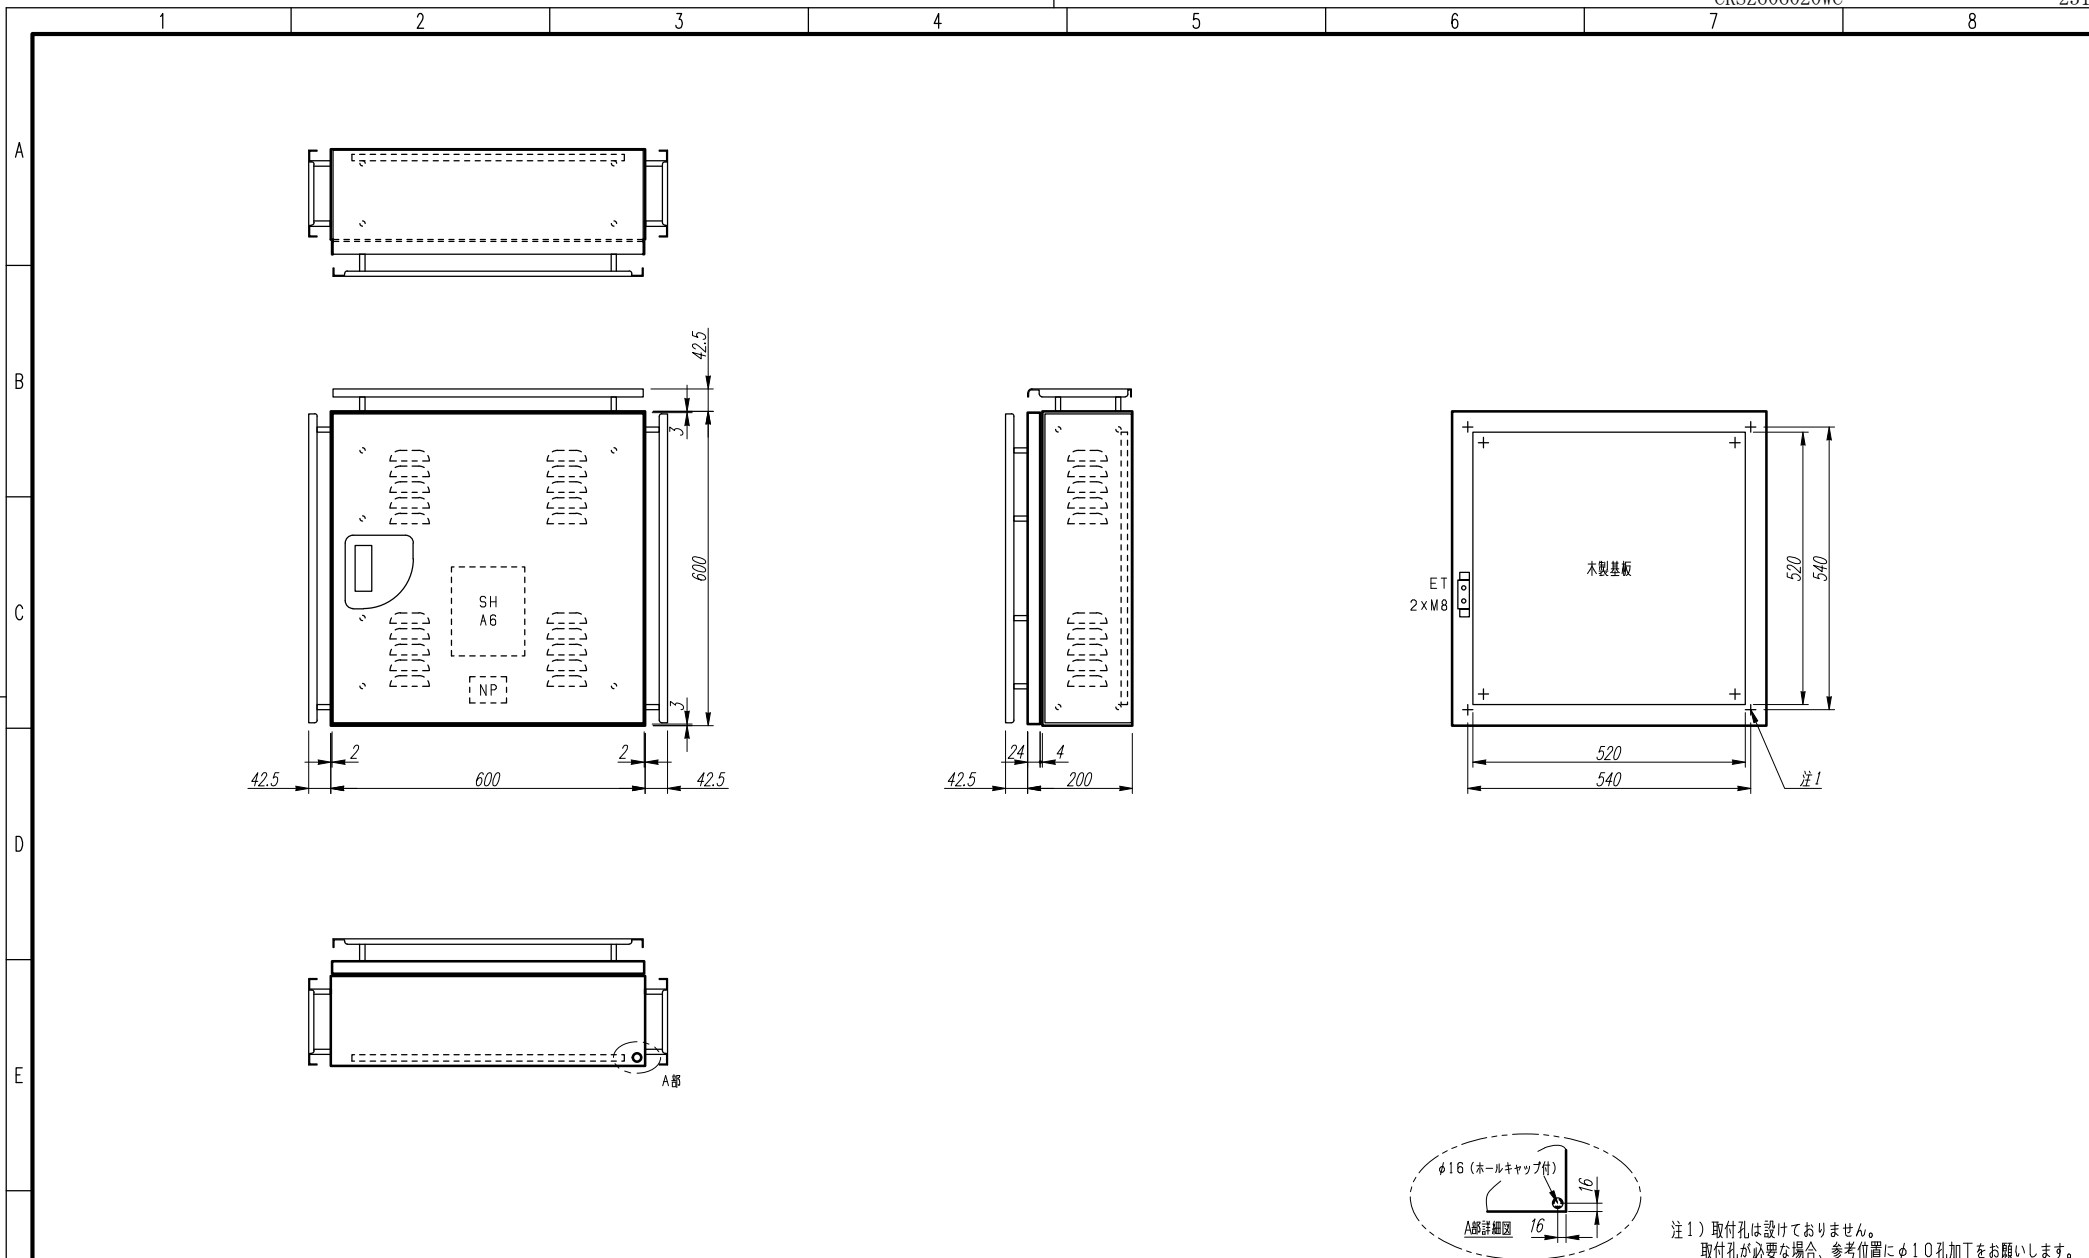 1 2 3 4 5 6 7 8
A
B
C
D
E
42.5
3
600
3
SH
A6
NP
2
2
42.5
600
42.5
24
4
42.5
200
木製基板
ET
2×M8
520
540
520
540
注1
A部
φ16(ホールキャップ付)
16
A部詳細図
16
注1)取付孔は設けておりません。
取付孔が必要な場合、参考位置にφ10孔加工をお願いします。